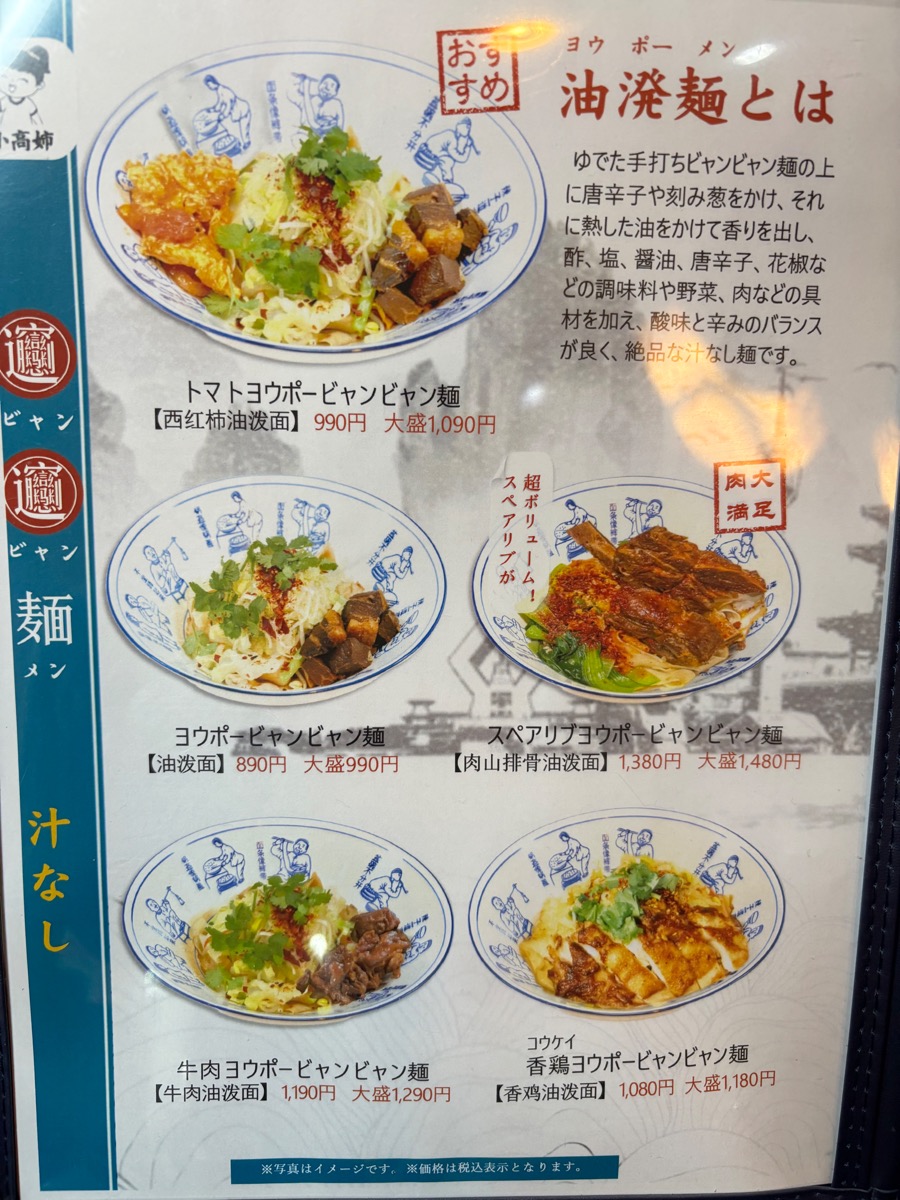 小高姉
ビャン
ビャン
麺
メン
汁なし
おすすめ
ヨウ ポー メン
油溌麺とは
ゆでた手打ちビャンビャン麺の上
に唐辛子や刻み葱をかけ、それ
に熱した油をかけて香りを出し、
酢、塩、醤油、唐辛子、花椒な
どの調味料や野菜、肉などの具
材を加え、酸味と辛みのバランス
が良く、絶品な汁なし麺です。
トマトヨウポービャンビャン麺
【西红柿油泼面】 990円 大盛1,090円
超ボリューム！
スペアリブが
肉大
満足
ヨウポービャンビャン麺
【油泼面】 890円 大盛990円
スペアリブヨウポービャンビャン麺
【肉山排骨油泼面】 1,380円 大盛1,480円
牛肉ヨウポービャンビャン麺
【牛肉油泼面】 1,190円 大盛1,290円
コウケイ
香鶏ヨウポービャンビャン麺
【香鸡油泼面】 1,080円 大盛1,180円
※写真はイメージです。 ※価格は税込表示となります。